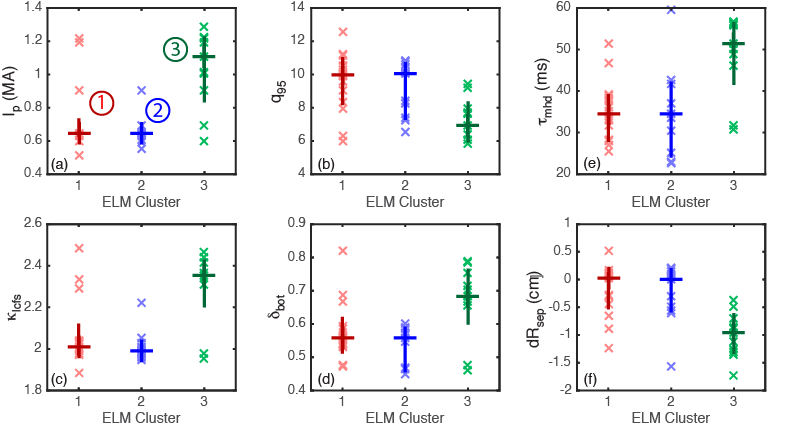 1.4
1.2
1
0.8
0.6
0.4
I_p (MA)
(a)
1
2
3
1 2 3
ELM Cluster
14
12
10
8
6
4
q_95
(b)
1 2 3
ELM Cluster
60
50
40
30
20
τ_mhd (ms)
(e)
1 2 3
ELM Cluster
2.6
2.4
2.2
2
1.8
κ_lcfs
(c)
1 2 3
ELM Cluster
0.9
0.8
0.7
0.6
0.5
0.4
δ_bot
(d)
1 2 3
ELM Cluster
1
0.5
0
-0.5
-1
-1.5
-2
dR_sep (cm)
(f)
1 2 3
ELM Cluster